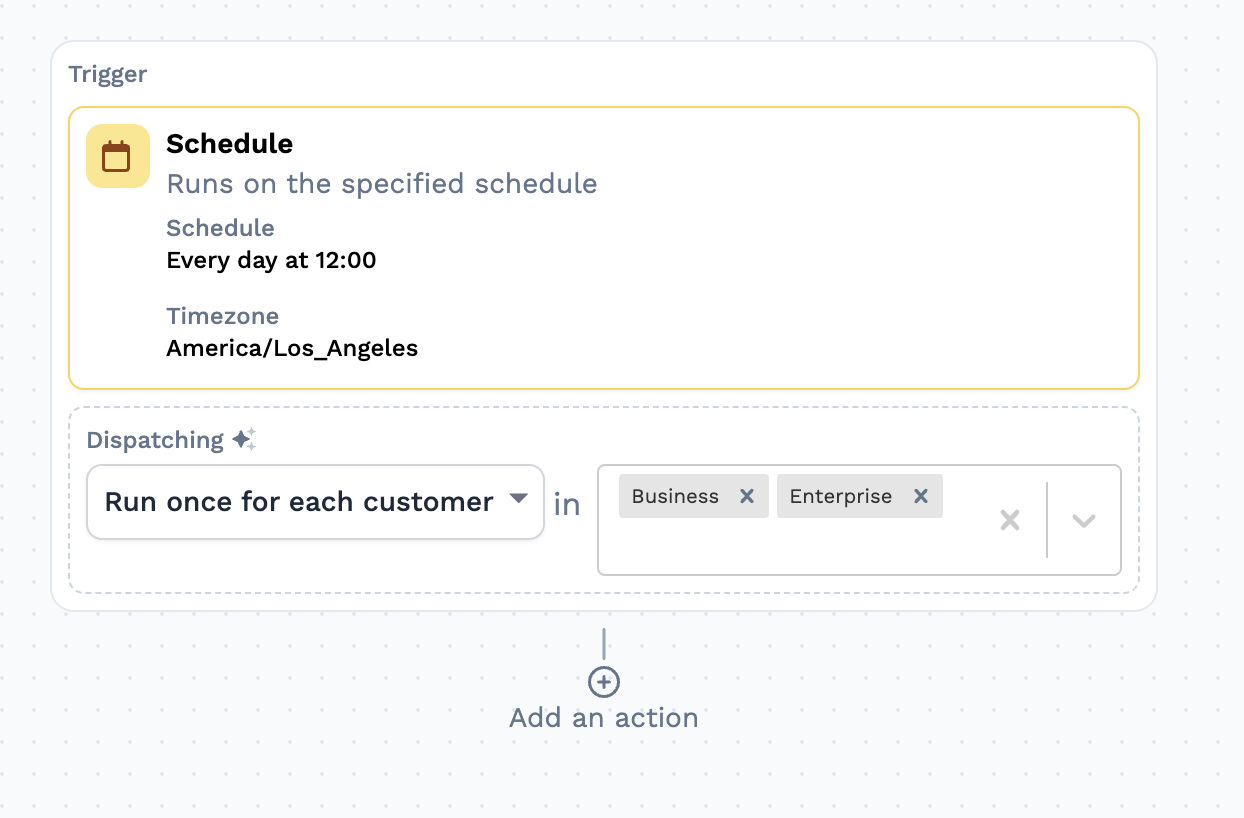 Trigger
Schedule
Runs on the specified schedule
Schedule
Every day at 12:00
Timezone
America/Los_Angeles
Dispatching
Run once for each customer in Business Enterprise
Add an action